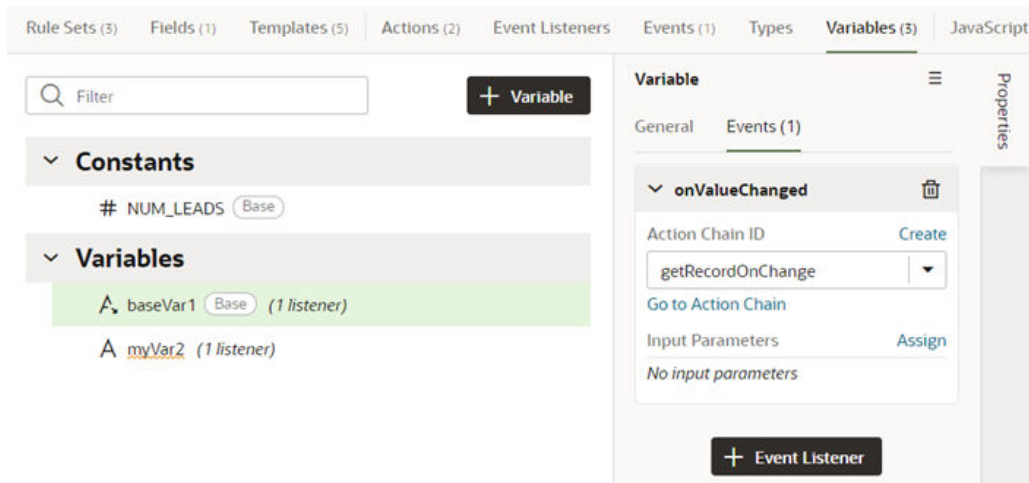 Rule Sets (3) Fields (1) Templates (5) Actions (2) Event Listeners Events (1) Types Variables (3) JavaScript
Filter
+ Variable
Constants
# NUM_LEADS Base
Variables
baseVar1 Base (1 listener)
A myVar2 (1 listener)
Variable
General Events (1)
onValueChanged
Action Chain ID Create
getRecordOnChange
Go to Action Chain
Input Parameters Assign
No input parameters
+ Event Listener
Properties